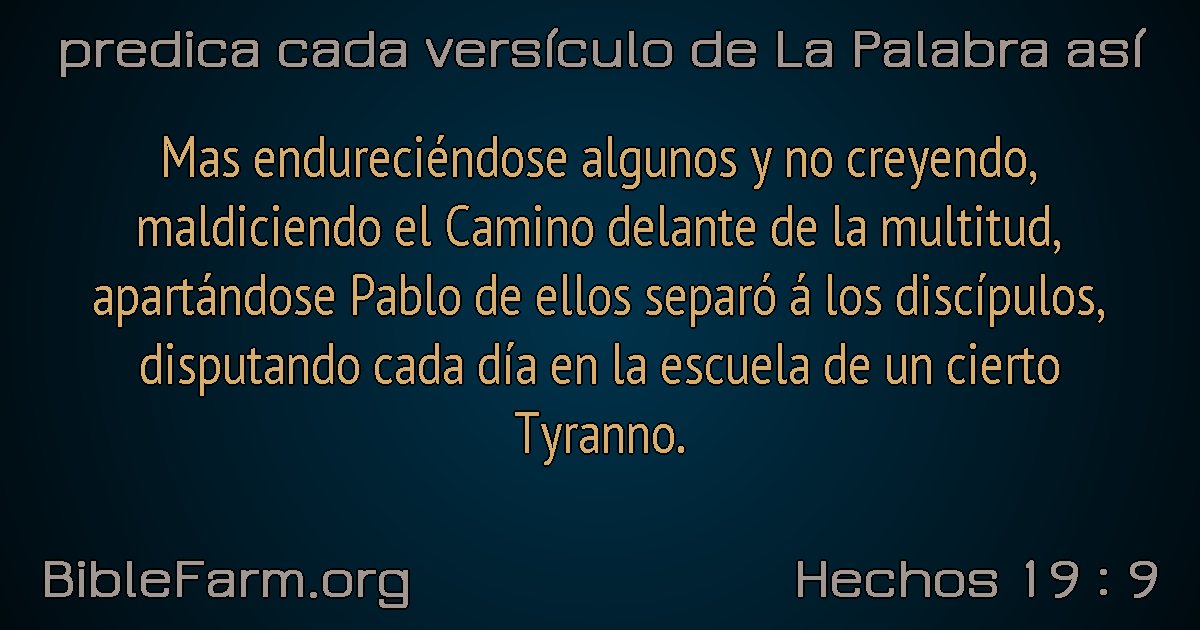 predica cada versículo de La Palabra así
Mas endureciéndose algunos y no creyendo,
maldiciendo el Camino delante de la multitud,
apartándose Pablo de ellos separó á los discípulos,
disputando cada día en la escuela de un cierto
Tyranno.
BibleFarm.org
Hechos 19 : 9